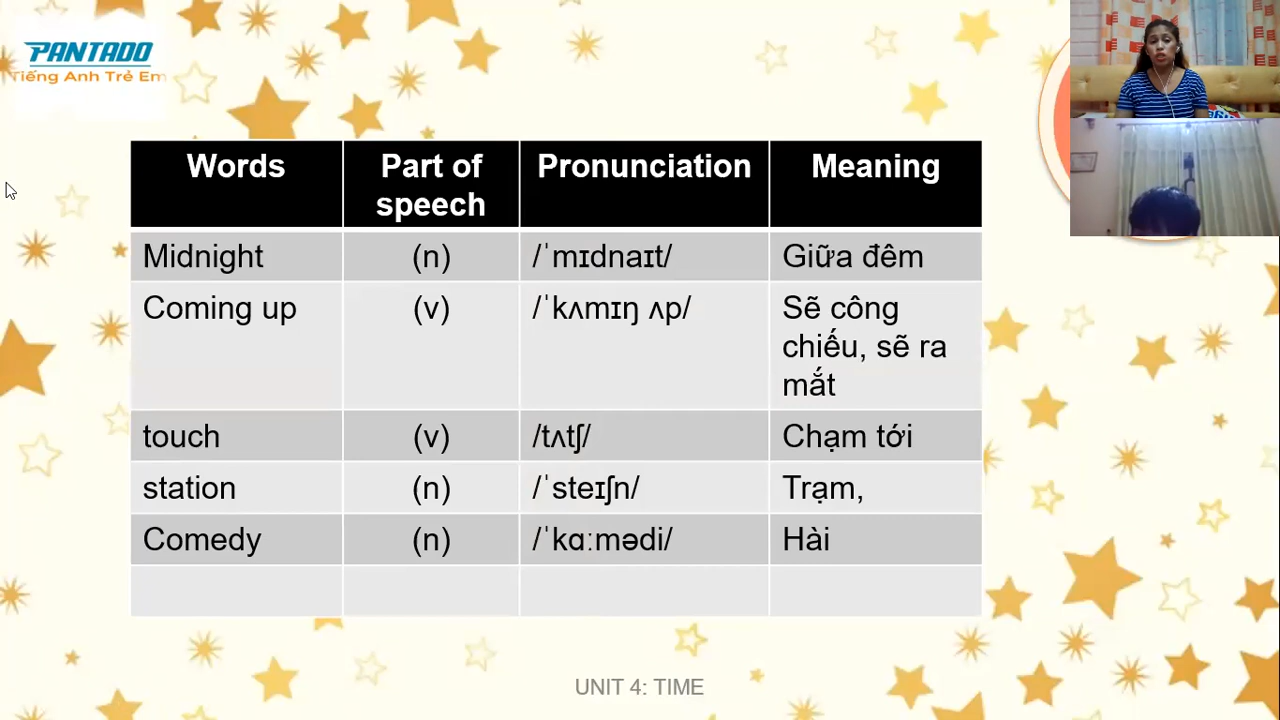 PANTADO
Tiếng Anh Trẻ Em
Words Part of speech Pronunciation Meaning
Midnight (n) /ˈmɪdnaɪt/ Giữa đêm
Coming up (v) /ˈkʌmɪŋ ʌp/ Sẽ công chiếu, sẽ ra mắt
touch (v) /tʌtʃ/ Chạm tới
station (n) /ˈsteɪʃn/ Trạm,
Comedy (n) /ˈkɑːmədi/ Hài
UNIT 4: TIME